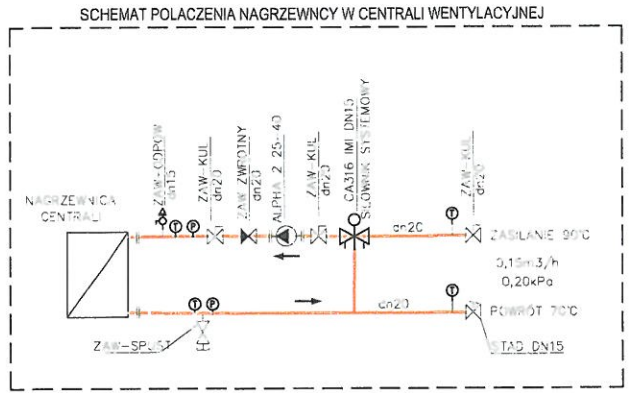 SCHEMAT POLACZENIA NAGRZEWNCY W CENTRALI WENTYLACYJNEJ
ZAW-ODPOW
dn15
ZAW-KUL
dn20
ZAW ZWROTNY
dn20
ALPHA 2 25-40
ZAW-KUL
dn20
CA316 IMI DN15
SIŁOWNIK SYSTEMOWY
ZAW-KUL
dn20
NAGRZEWNICA
CENTRALI
T
P
T
dn20
ZASILANIE 90°C
0,15m3/h
0,20kPa
T
P
dn20
T
POWRÓT 70°C
ZAW-SPUST
STAD DN15